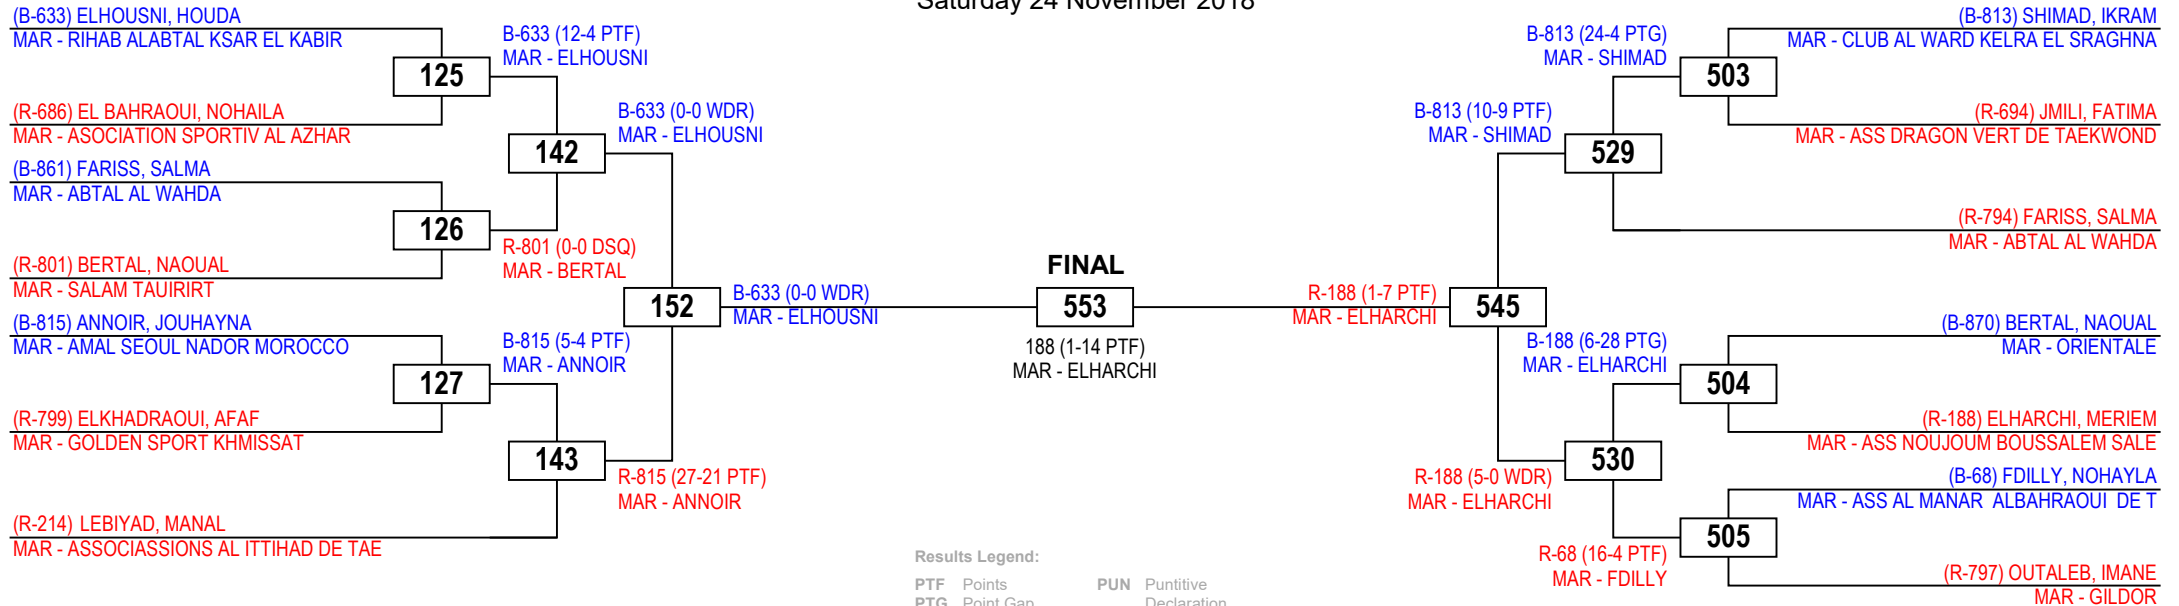 Saturday 24 November 2018
(B-633) ELHOUSNI, HOUDA
MAR - RIHAB ALABTAL KSAR EL KABIR
(R-686) EL BAHRAOUI, NOHAILA
MAR - ASOCIATION SPORTIV AL AZHAR
(B-861) FARISS, SALMA
MAR - ABTAL AL WAHDA
(R-801) BERTAL, NAOUAL
MAR - SALAM TAUIRIRT
(B-815) ANNOIR, JOUHAYNA
MAR - AMAL SEOUL NADOR MOROCCO
(R-799) ELKHADRAOUI, AFAF
MAR - GOLDEN SPORT KHMISSAT
(R-214) LEBIYAD, MANAL
MAR - ASSOCIASSIONS AL ITTIHAD DE TAE
125
126
127
B-633 (12-4 PTF)
MAR - ELHOUSNI
R-801 (0-0 DSQ)
MAR - BERTAL
B-815 (5-4 PTF)
MAR - ANNOIR
142
143
B-633 (0-0 WDR)
MAR - ELHOUSNI
R-815 (27-21 PTF)
MAR - ANNOIR
152
B-633 (0-0 WDR)
MAR - ELHOUSNI
FINAL
553
188 (1-14 PTF)
MAR - ELHARCHI
R-188 (1-7 PTF)
MAR - ELHARCHI
545
B-813 (10-9 PTF)
MAR - SHIMAD
R-188 (5-0 WDR)
MAR - ELHARCHI
529
530
B-813 (24-4 PTG)
MAR - SHIMAD
B-188 (6-28 PTG)
MAR - ELHARCHI
R-68 (16-4 PTF)
MAR - FDILLY
503
504
505
(B-813) SHIMAD, IKRAM
MAR - CLUB AL WARD KELRA EL SRAGHNA
(R-694) JMILI, FATIMA
MAR - ASS DRAGON VERT DE TAEKWOND
(R-794) FARISS, SALMA
MAR - ABTAL AL WAHDA
(B-870) BERTAL, NAOUAL
MAR - ORIENTALE
(R-188) ELHARCHI, MERIEM
MAR - ASS NOUJOUM BOUSSALEM SALE
(B-68) FDILLY, NOHAYLA
MAR - ASS AL MANAR ALBAHRAOUI DE T
(R-797) OUTALEB, IMANE
MAR - GILDOR
Results Legend:
PTF Points PUN Puntitive
PTG Point Gap Declaration